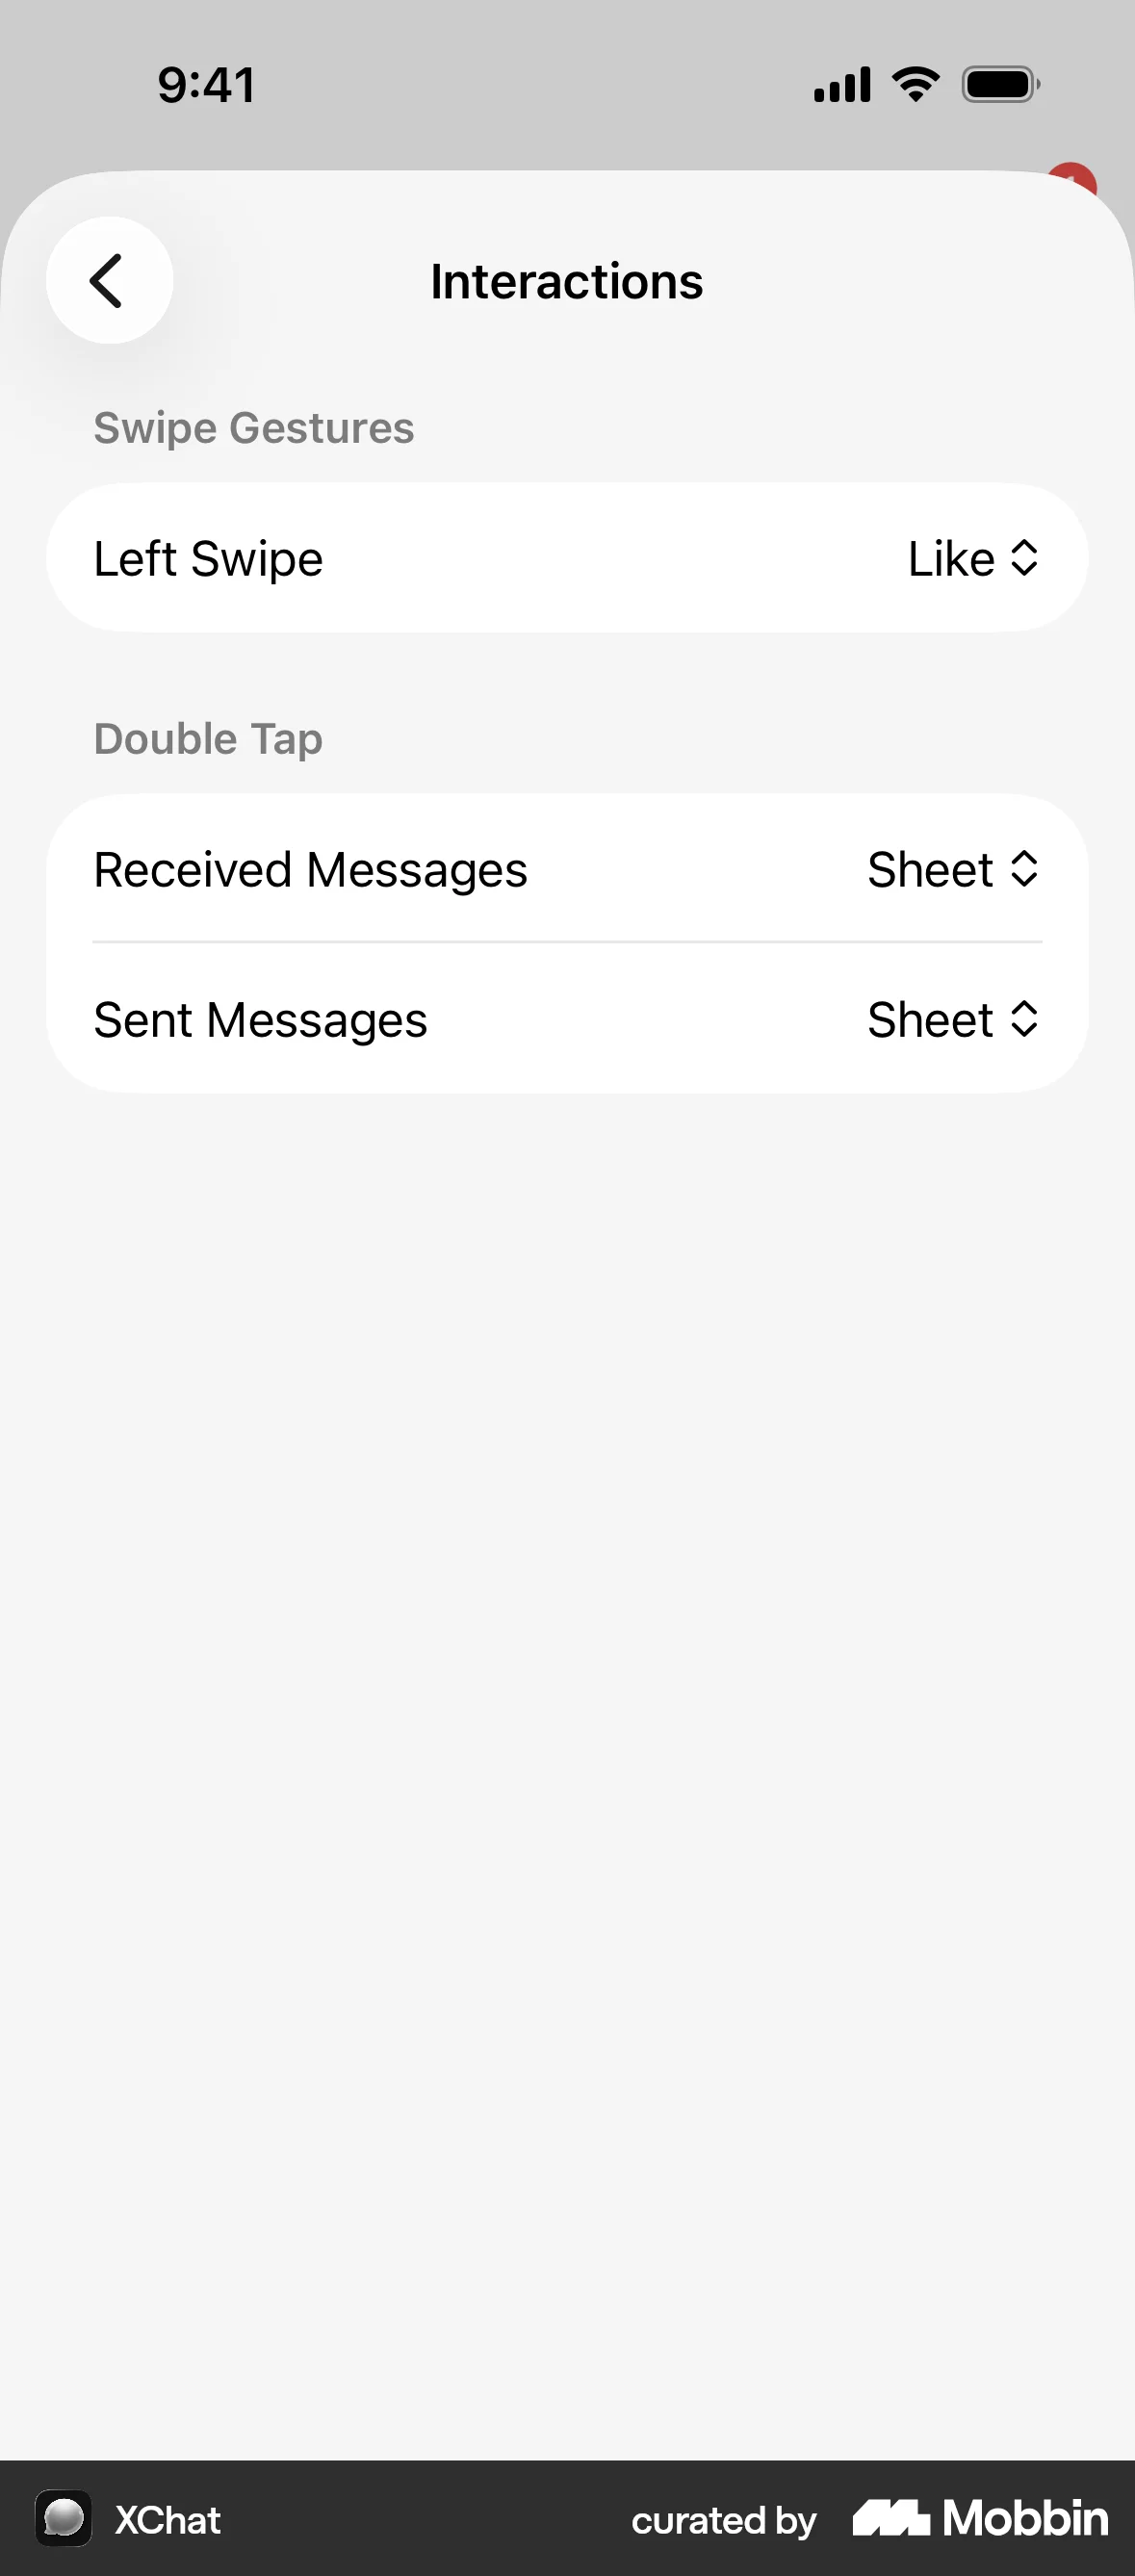 9:41
Interactions
Swipe Gestures
Left Swipe Like
Double Tap
Received Messages Sheet
Sent Messages Sheet
XChat curated by Mobbin